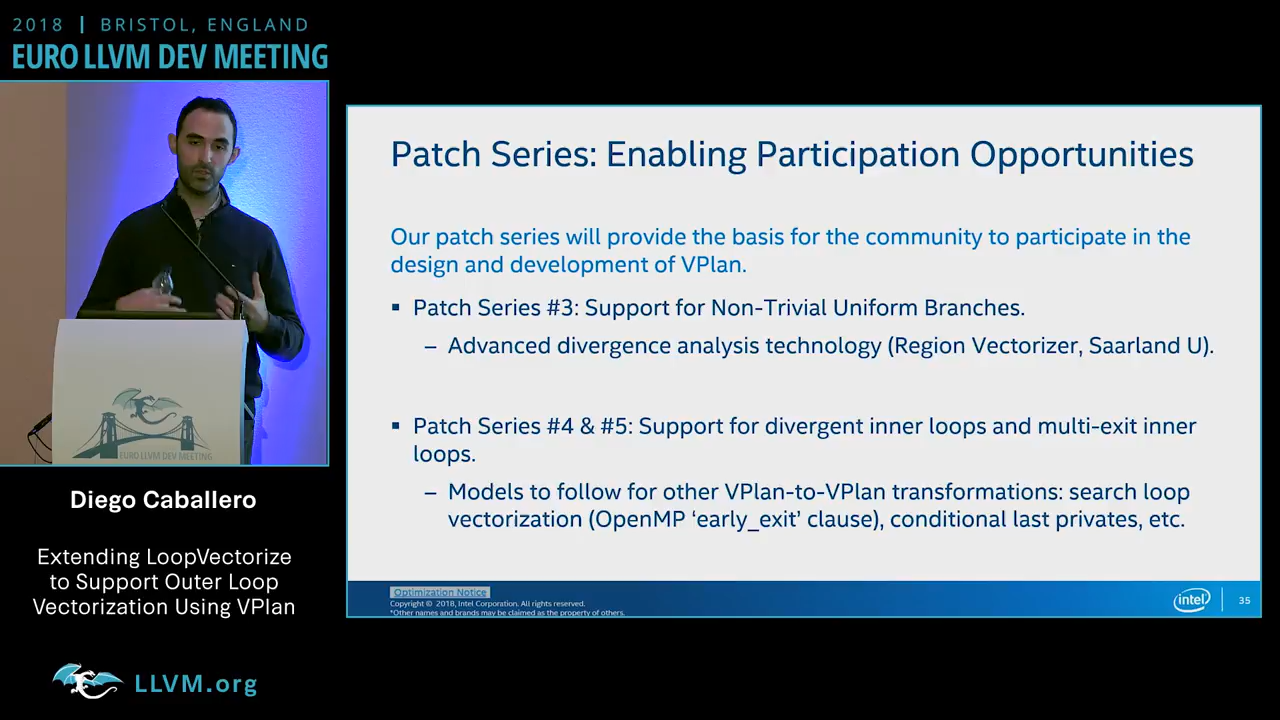 2018 | BRISTOL, ENGLAND
EURO LLVM DEV MEETING
EURO LLVM DEV MEETING
Diego Caballero
Extending LoopVectorize
to Support Outer Loop
Vectorization Using VPlan
LLVM.org
Patch Series: Enabling Participation Opportunities
Our patch series will provide the basis for the community to participate in the
design and development of VPlan.
▪ Patch Series #3: Support for Non-Trivial Uniform Branches.
– Advanced divergence analysis technology (Region Vectorizer, Saarland U).
▪ Patch Series #4 & #5: Support for divergent inner loops and multi-exit inner
loops.
– Models to follow for other VPlan-to-VPlan transformations: search loop
vectorization (OpenMP ‘early_exit’ clause), conditional last privates, etc.
Optimization Notice
Copyright © 2018, Intel Corporation. All rights reserved.
*Other names and brands may be claimed as the property of others.
intel
35